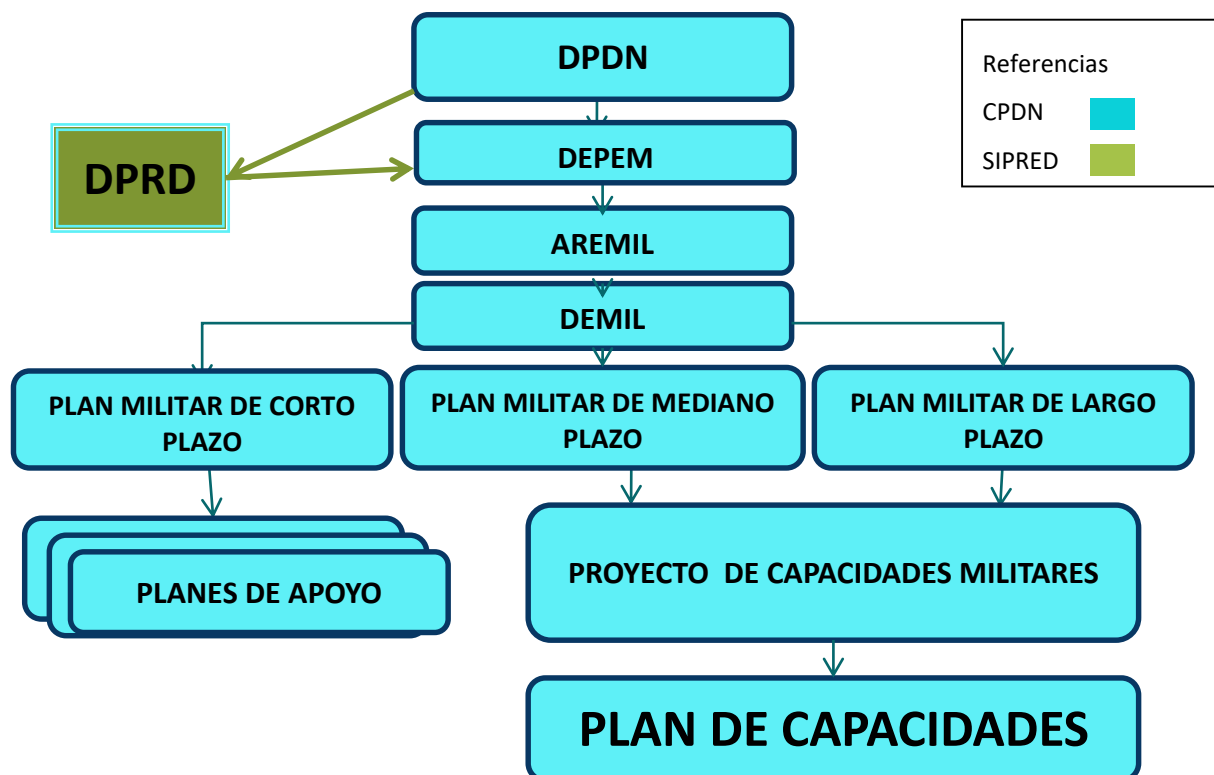 DPDN
Referencias
CPDN
SIPRED
DPRD
DEPEM
AREMIL
DEMIL
PLAN MILITAR DE CORTO
PLAZO
PLAN MILITAR DE MEDIANO
PLAZO
PLAN MILITAR DE LARGO
PLAZO
PLANES DE APOYO
PROYECTO DE CAPACIDADES MILITARES
PLAN DE CAPACIDADES